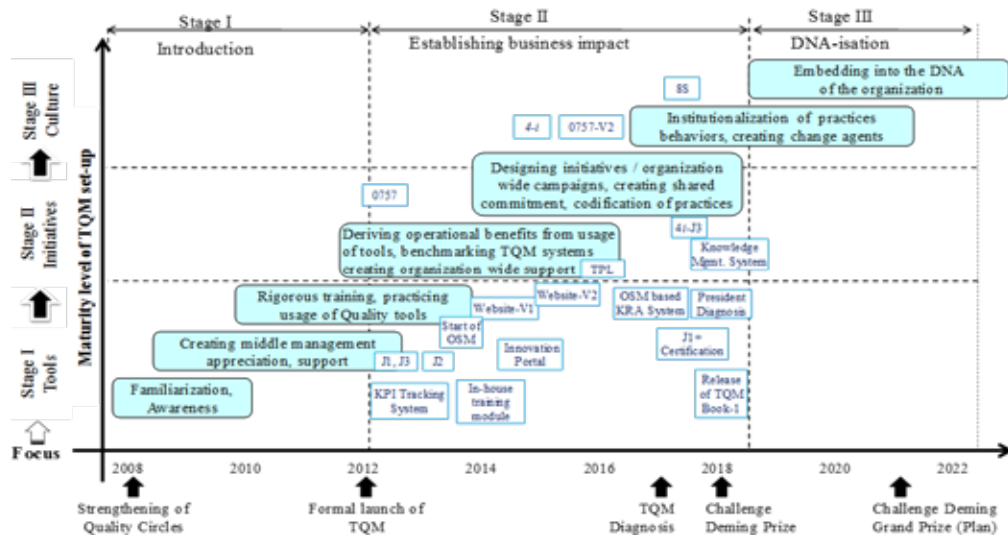 Stage I
Stage II
Stage III
Introduction
Establishing business impact
DNA-isation
Maturity level of TQM set-up
Stage III
Culture
Stage II
Initiatives
Stage I
Tools
Focus
Embedding into the DNA
of the organization
8S
Institutionalization of practices
behaviors, creating change agents
4-t
0757-V2
Designing initiatives / organization
wide campaigns, creating shared
commitment, codification of practices
0757
4t-J3
Knowledge
Mgmt. System
Deriving operational benefits from usage
of tools, benchmarking TQM systems
creating organization wide support
TPL
Rigorous training, practicing
usage of Quality tools
Website-V1
Website-V2
OSM based
KRA System
President
Diagnosis
Start of
OSM
Creating middle management
appreciation, support
J1, J3
J2
Innovation
Portal
J1=
Certification
Familiarization,
Awareness
KPI Tracking
System
In-house
training
module
Release
of TQM
Book-1
2008
2010
2012
2014
2016
2018
2020
2022
Strengthening of
Quality Circles
Formal launch of
TQM
TQM
Diagnosis
Challenge
Deming Prize
Challenge Deming
Grand Prize (Plan)